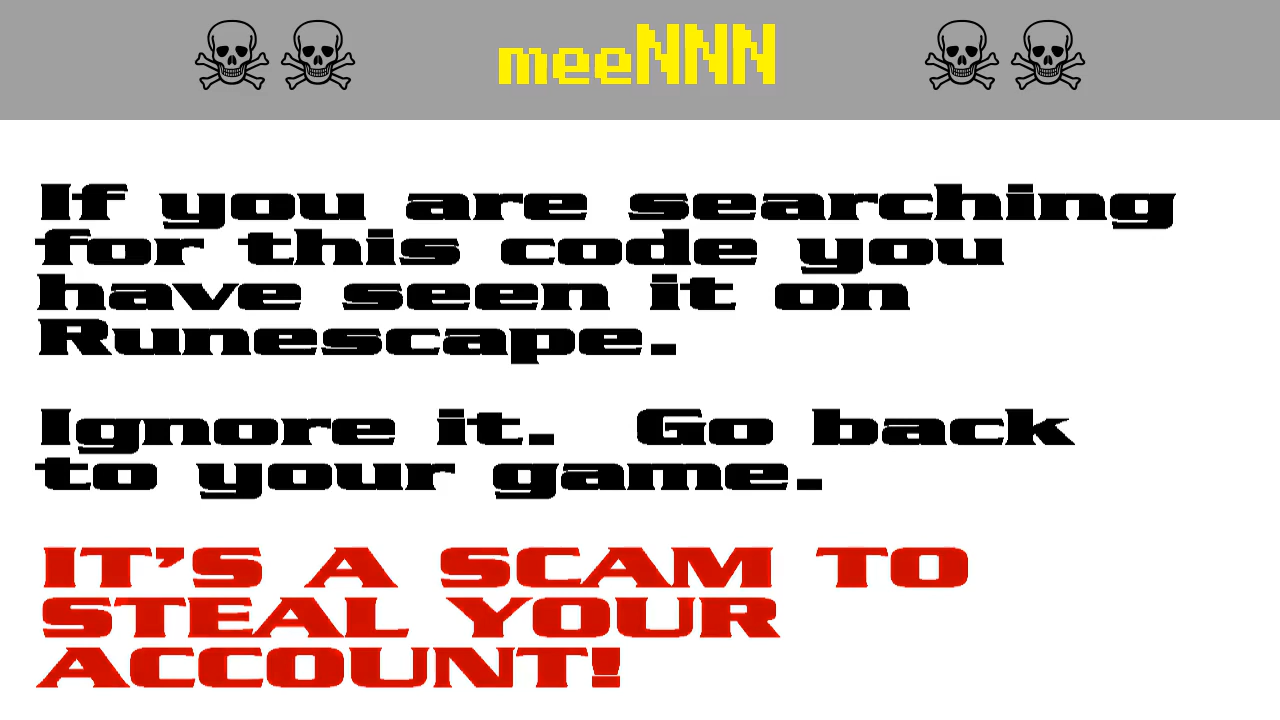 meeNNN
If you are searching
for this code you
have seen it on
Runescape.
Ignore it. Go back
to your game.
IT'S A SCAM TO
STEAL YOUR
ACCOUNT!